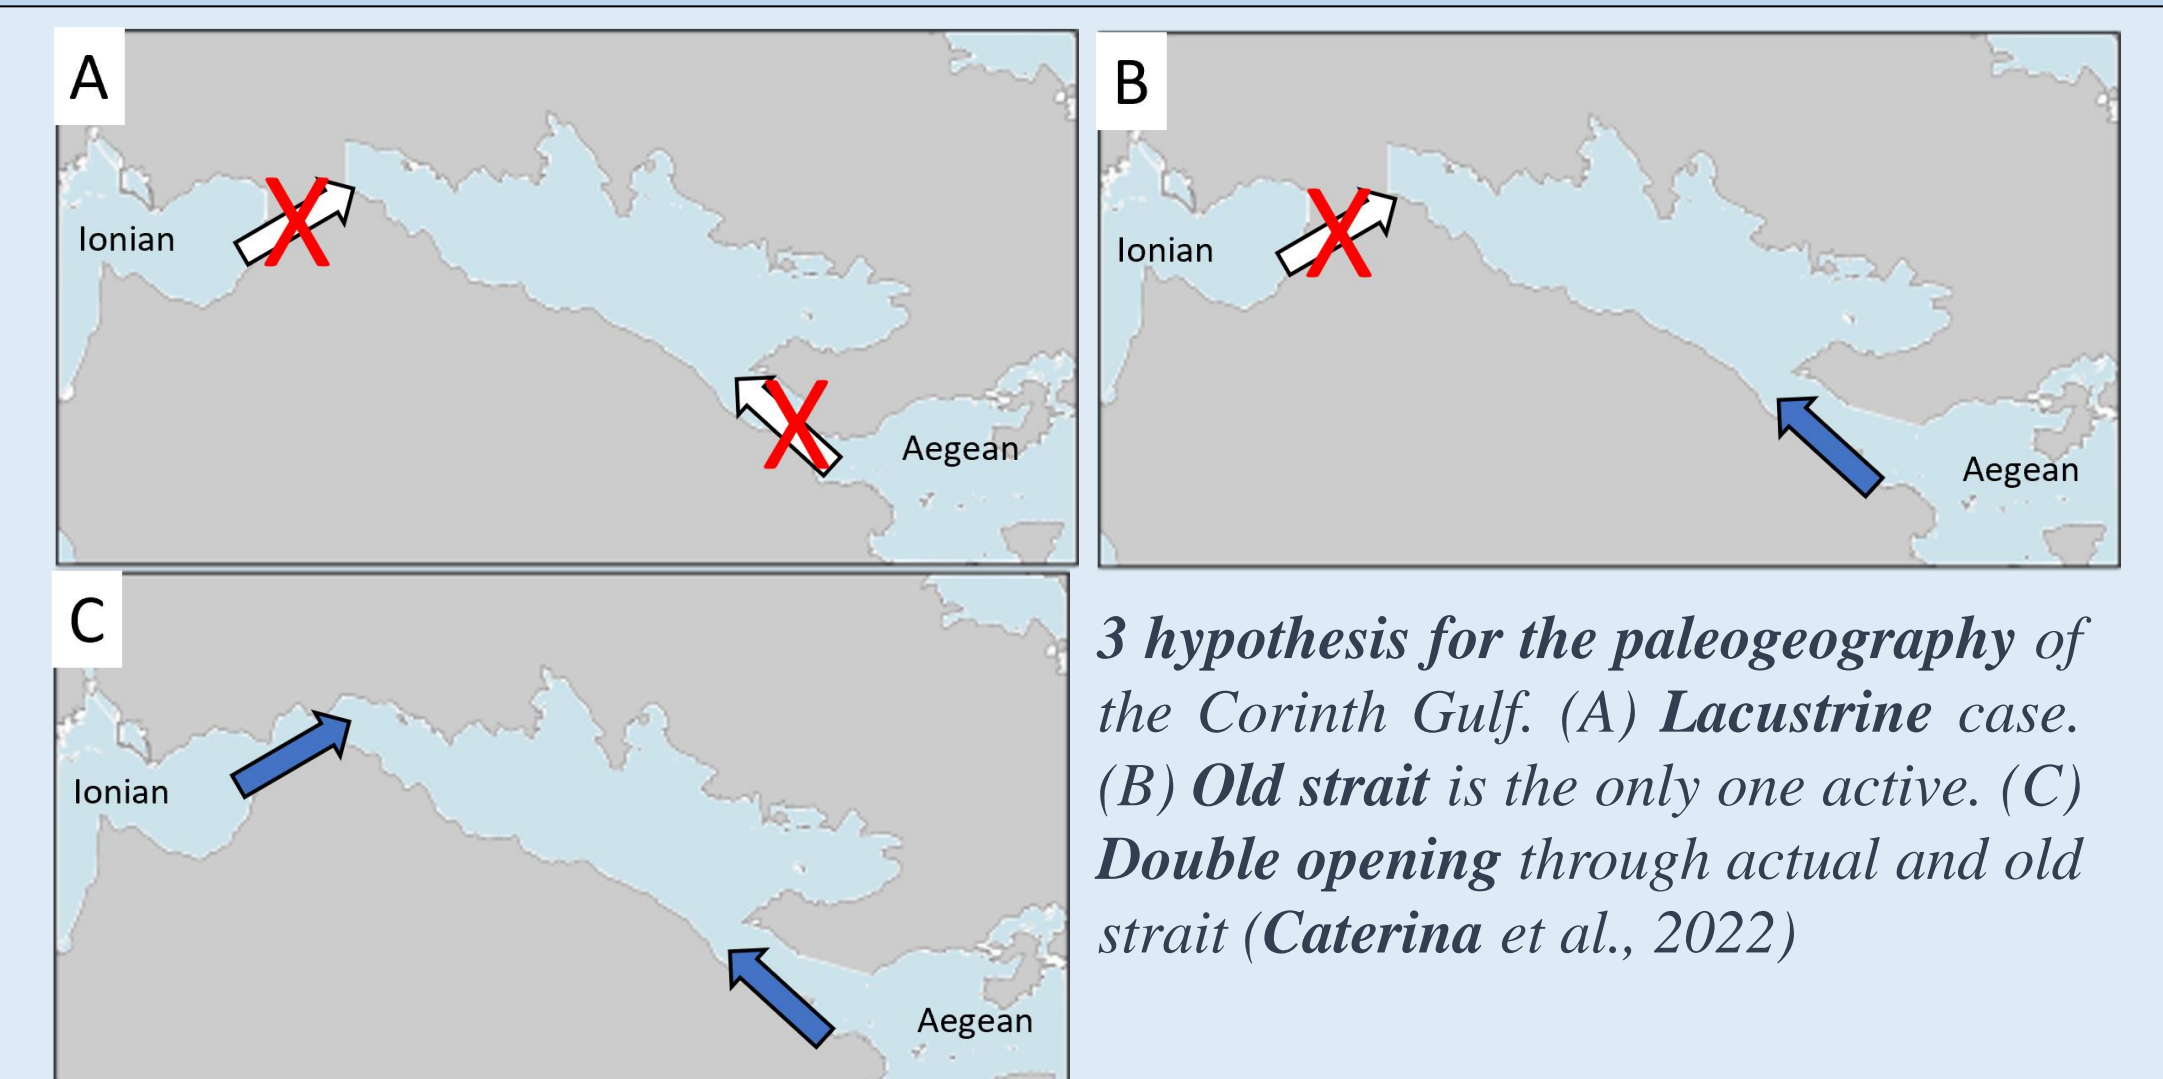 A
Ionian
Aegean
B
Ionian
Aegean
C
Ionian
Aegean
3 hypothesis for the paleogeography of
the Corinth Gulf. (A) Lacustrine case.
(B) Old strait is the only one active. (C)
Double opening through actual and old
strait (Caterina et al., 2022)